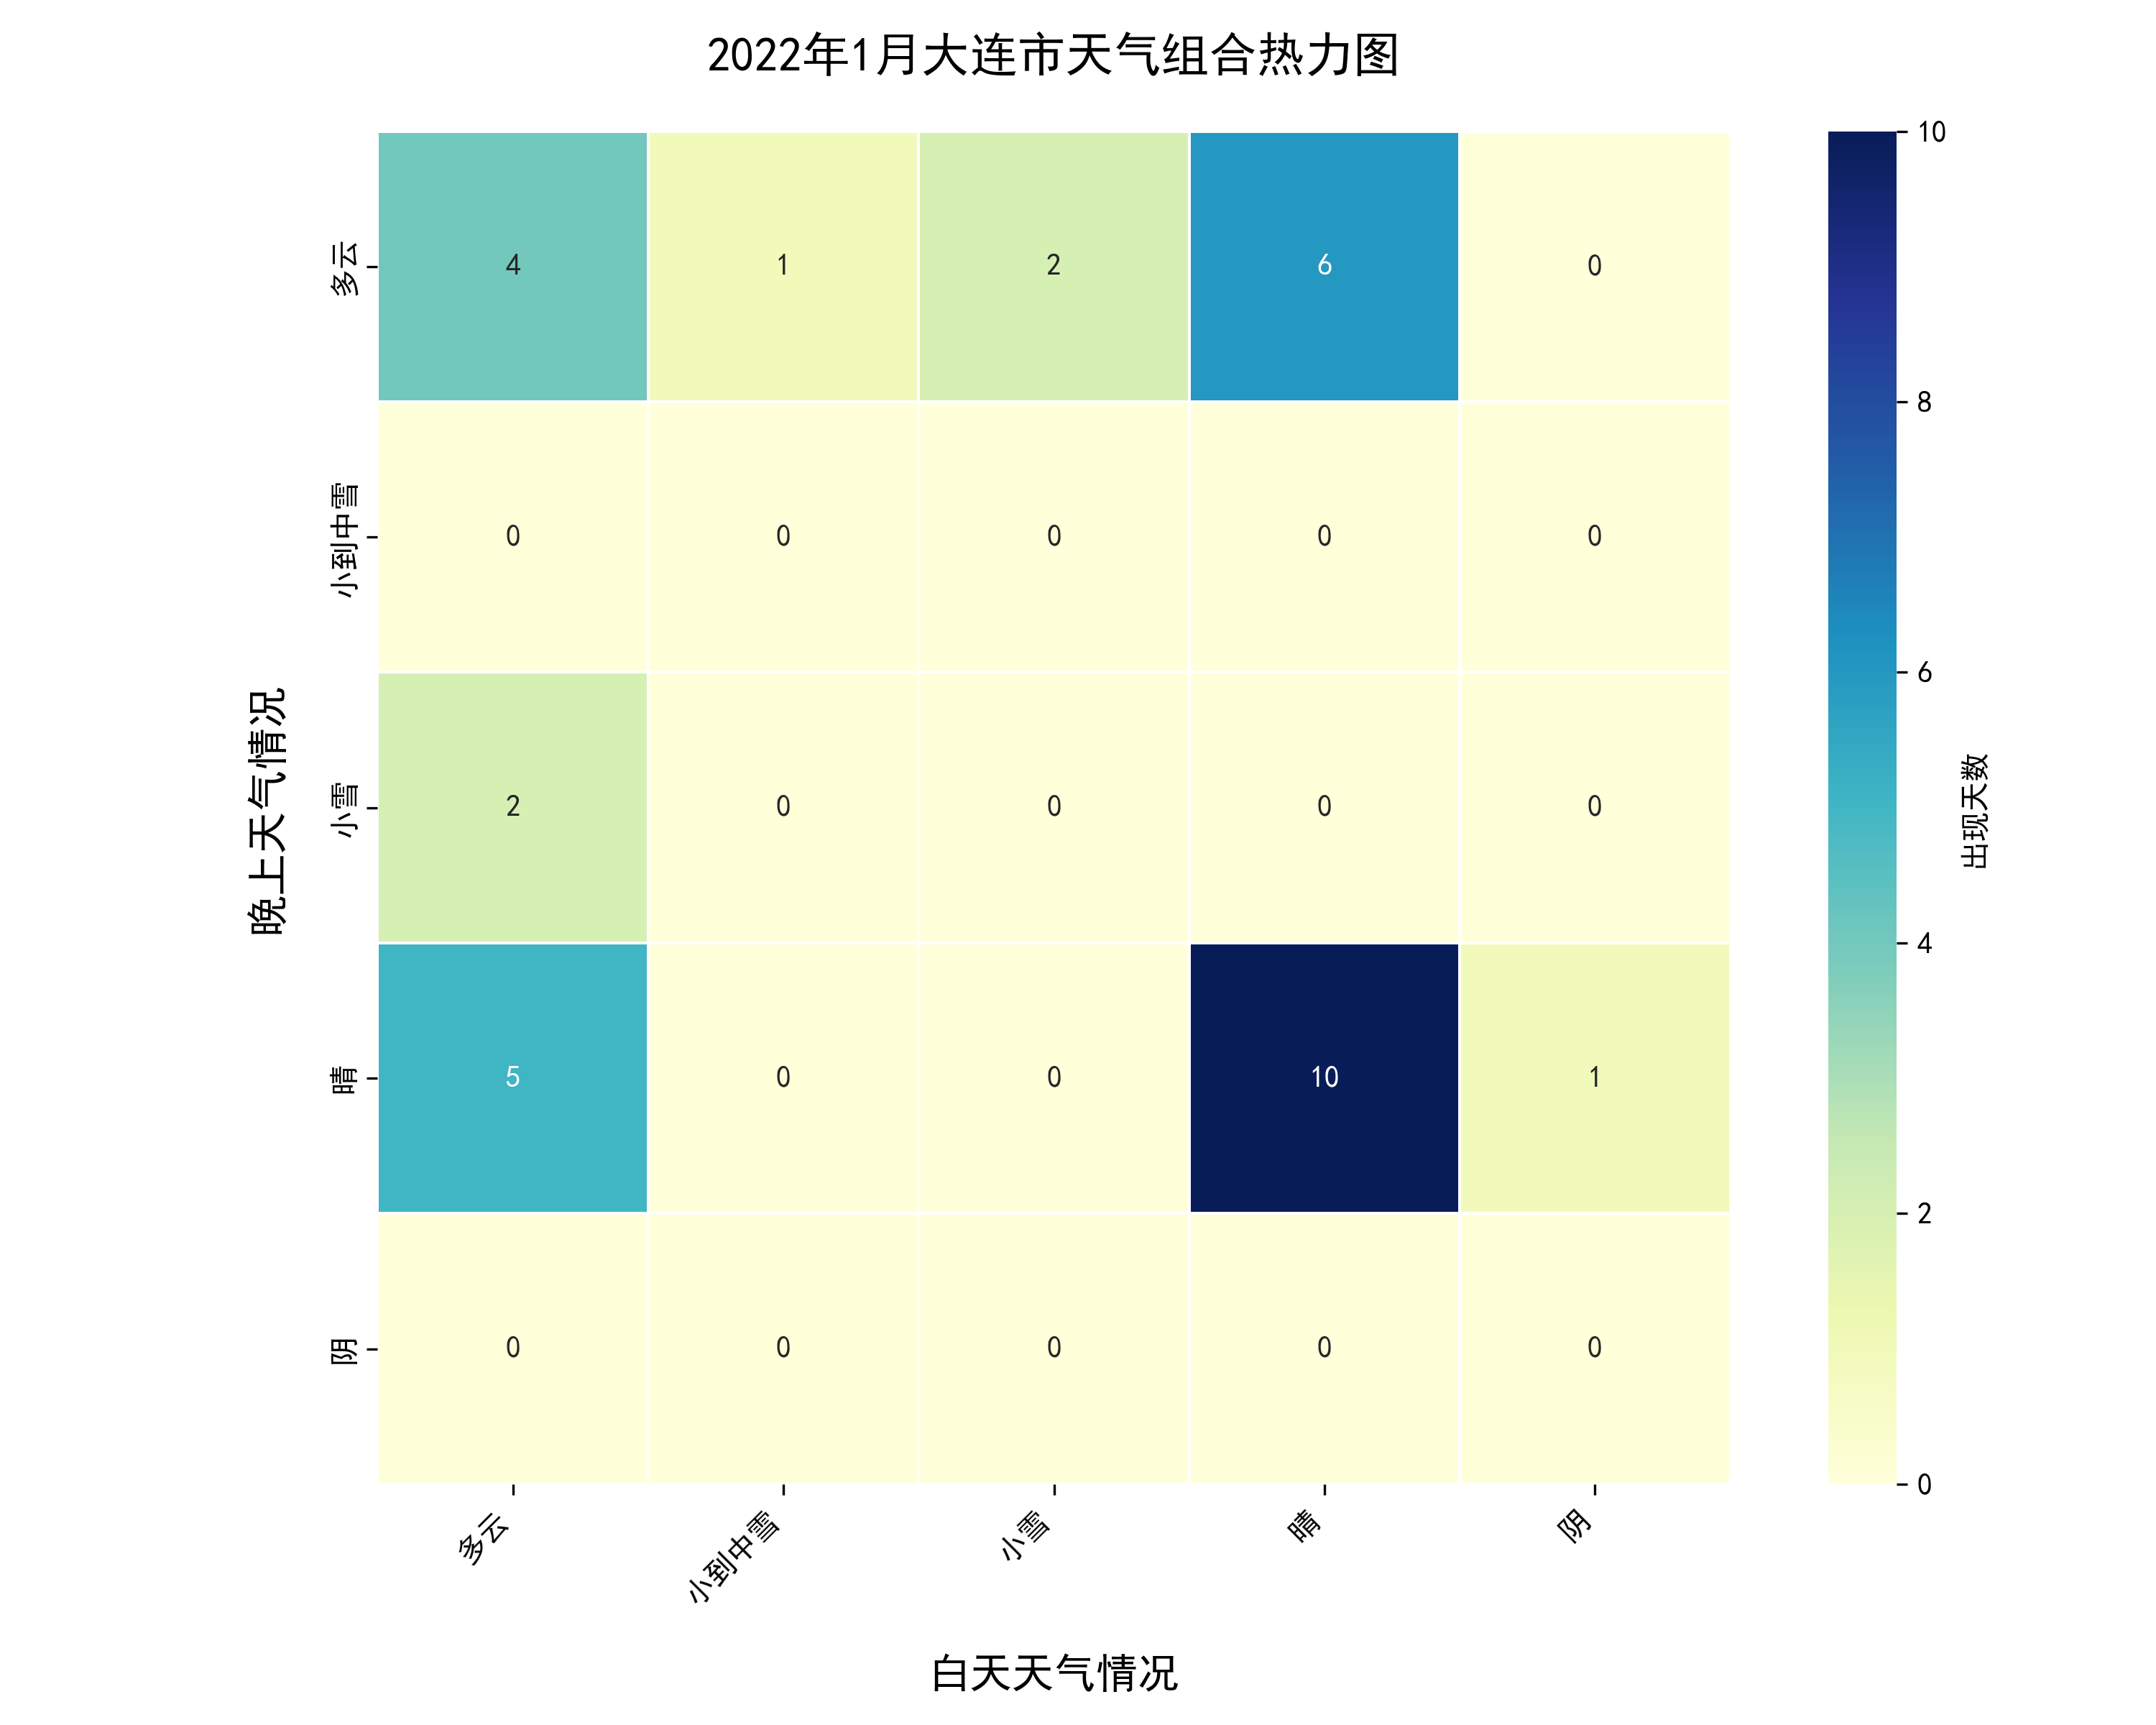 2022年1月大连市天气组合热力图
晚上天气情况
多云
4 1 2 6 0
小到中雪
0 0 0 0 0
小雪
2 0 0 0 0
晴
5 0 0 10 1
阴
0 0 0 0 0
多云
小到中雪
小雪
晴
阴
白天天气情况
10
8
6
4
2
0
出现天数